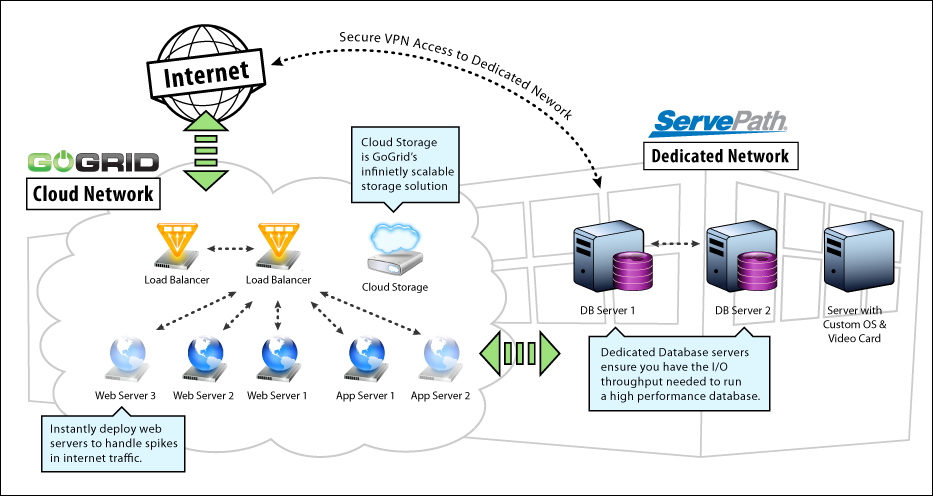 Internet
Secure VPN Access to Dedicated Nework
GOGRID
Cloud Network
ServePath
Dedicated Network
Cloud Storage
is GoGrid's
infinietly scalable
storage solution
Load Balancer
Load Balancer
Cloud Storage
DB Server 1
DB Server 2
Server with
Custom OS &
Video Card
Web Server 3
Web Server 2
Web Server 1
App Server 1
App Server 2
Dedicated Database servers
ensure you have the I/O
throughput needed to run
a high performance database.
Instantly deploy web
servers to handle spikes
in internet traffic.